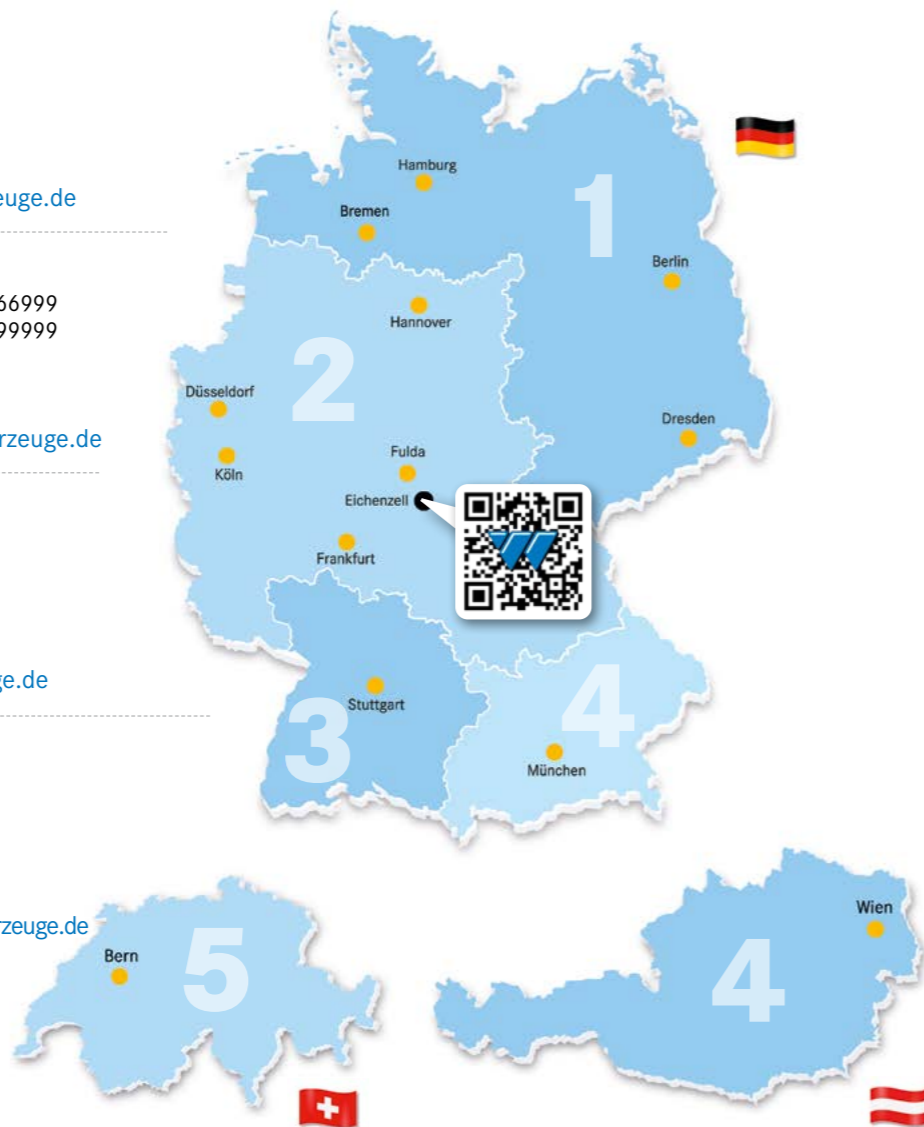 euge.de
66999
99999
rzeuge.de
ge.de
rzeuge.de
Hamburg
Bremen
1
Berlin
Hannover
2
Düsseldorf
Köln
Dresden
Fulda
Eichenzell
Frankfurt
Stuttgart
3
4
München
Bern
5
Wien
4